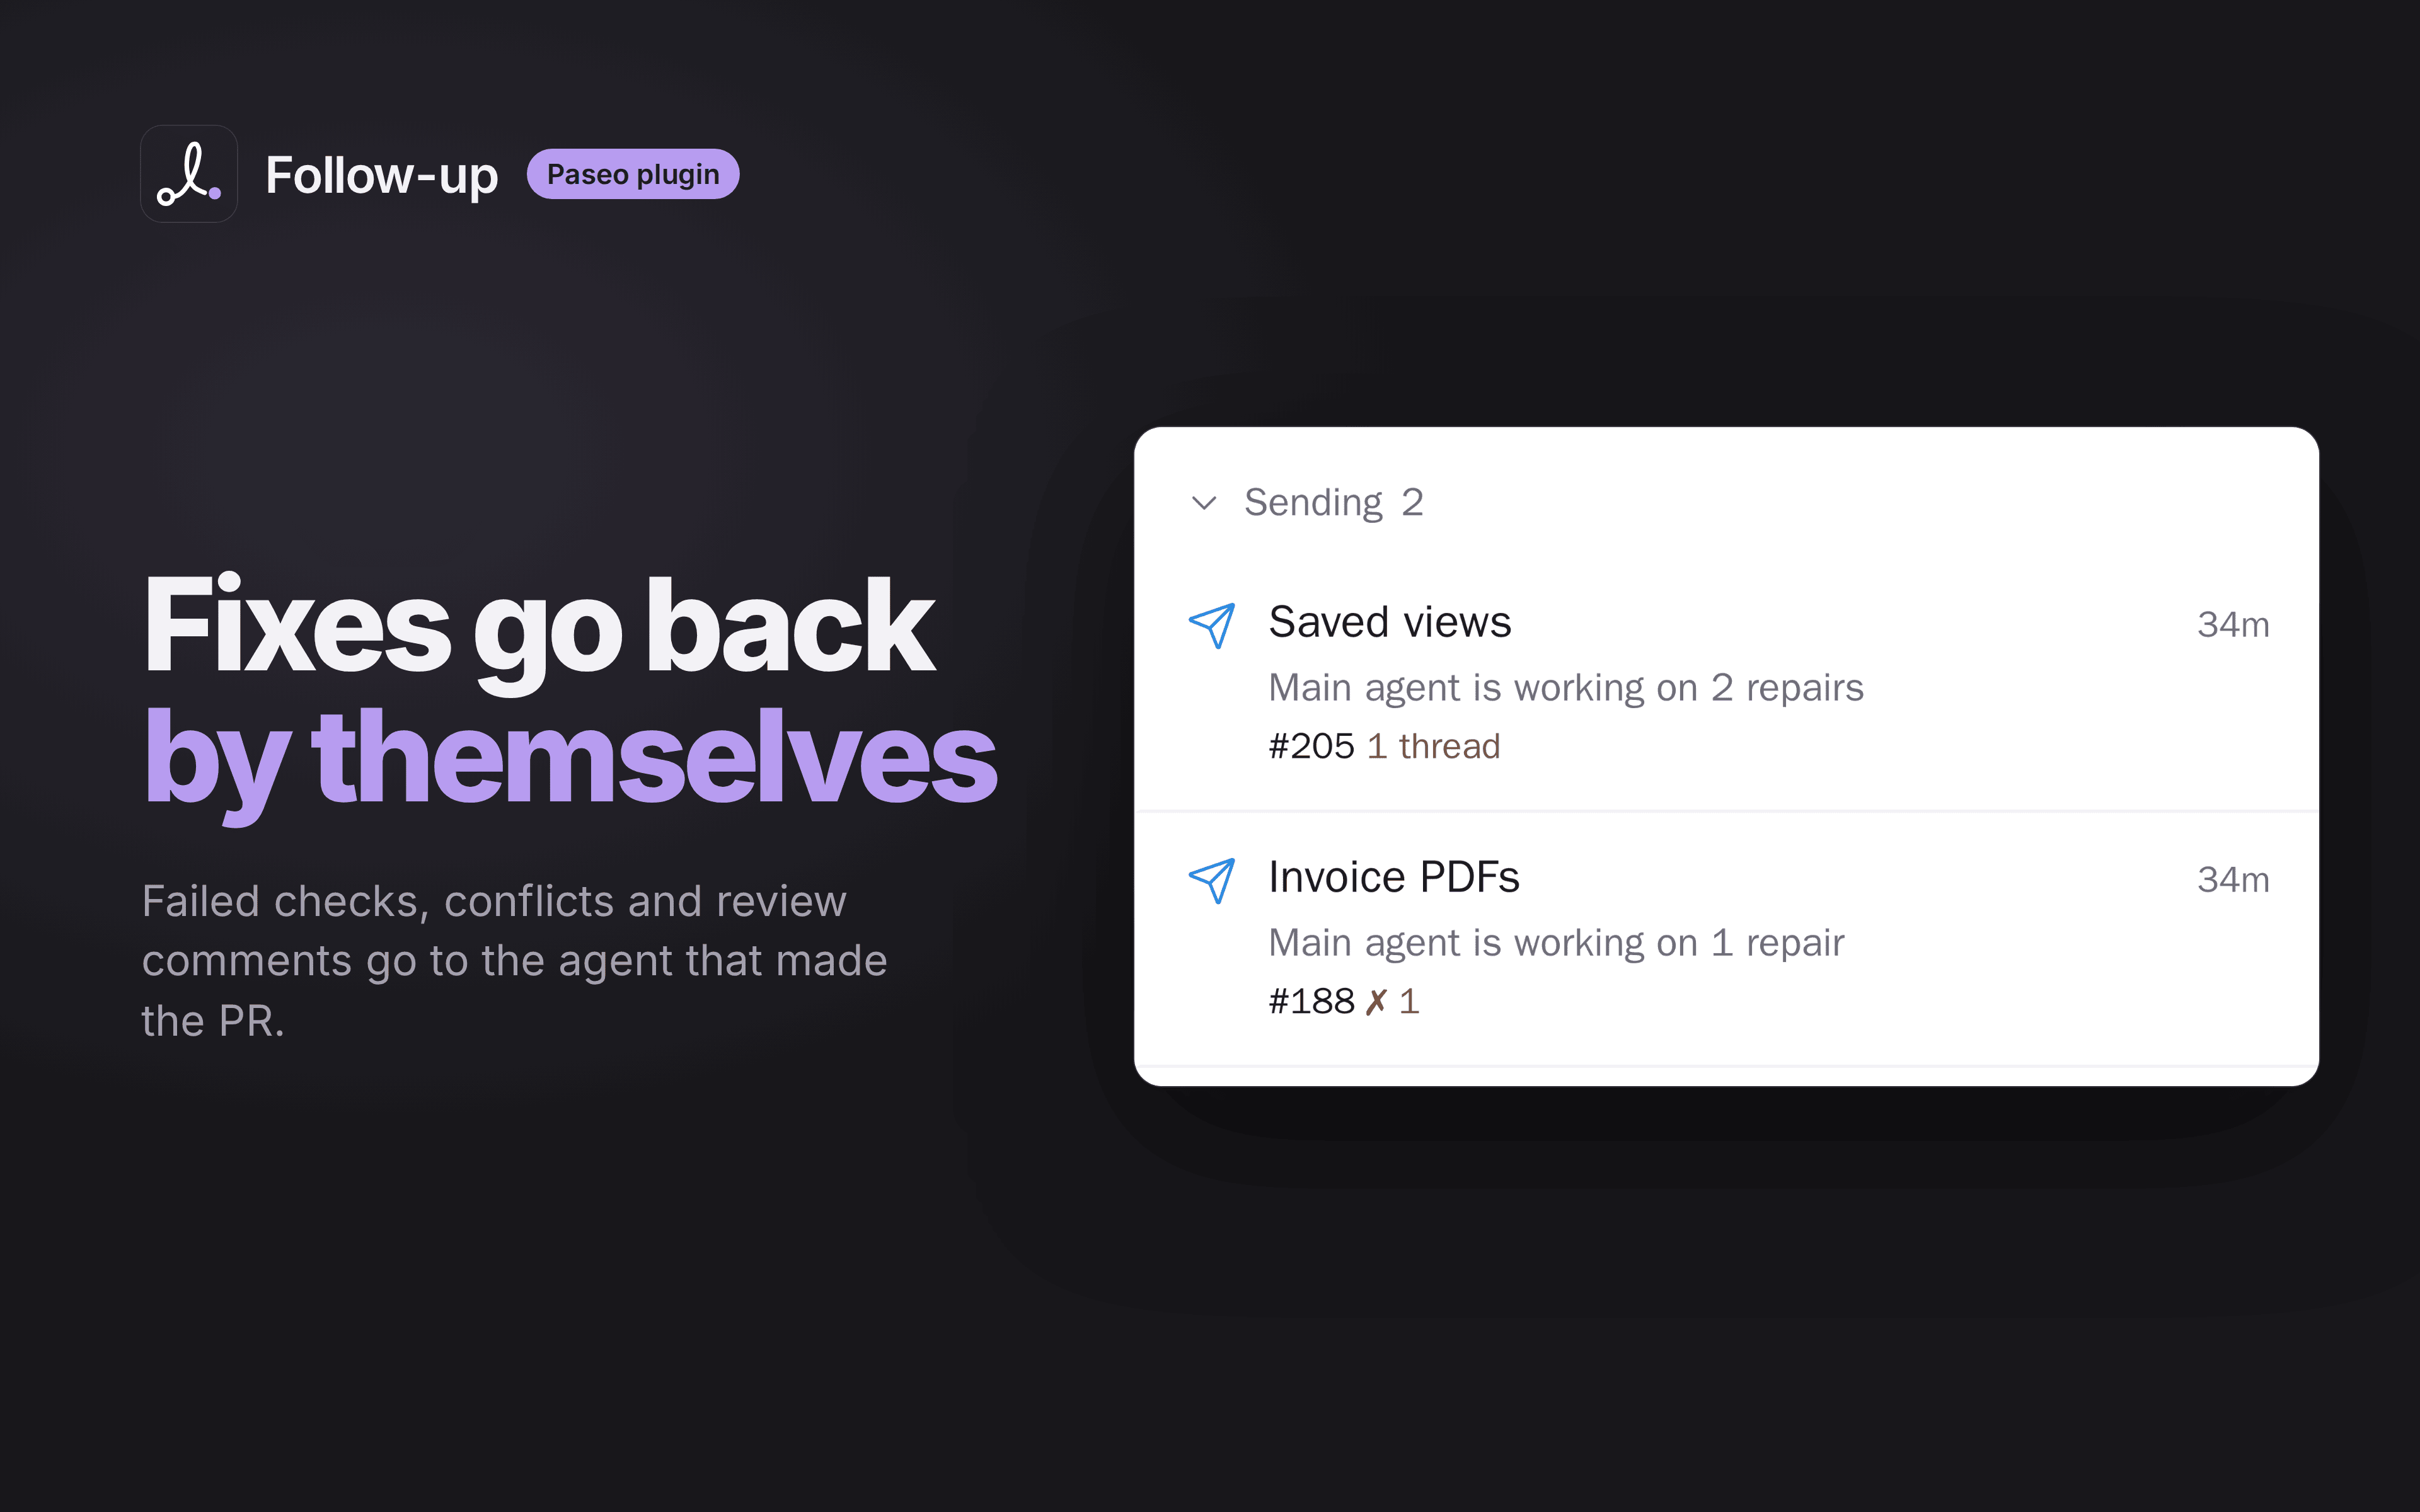 Follow-up
Paseo plugin
Fixes go back
by themselves
Failed checks, conflicts and review
comments go to the agent that made
the PR.
Sending 2
Saved views
34m
Main agent is working on 2 repairs
#205 1 thread
Invoice PDFs
34m
Main agent is working on 1 repair
#188 ✗ 1